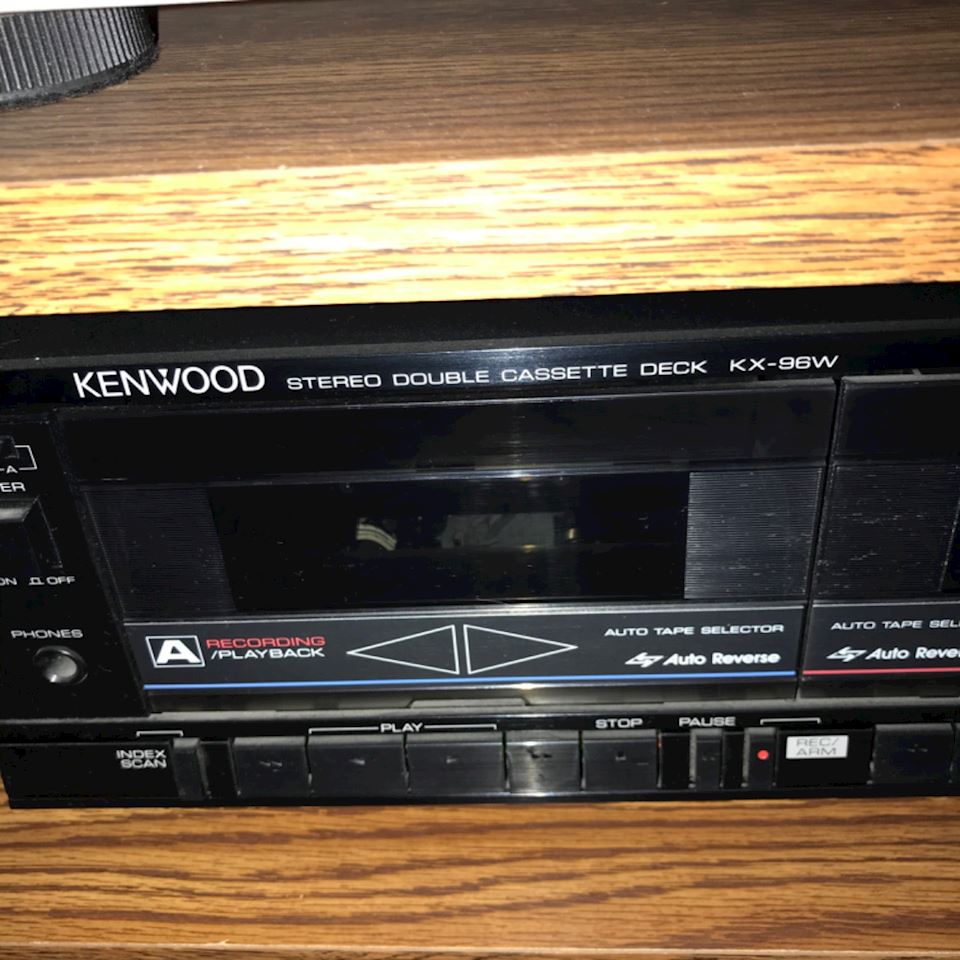 KENWOOD STEREO DOUBLE CASSETTE DECK KX-96W
A
ER
ON OFF
PHONES
A RECORDING
/PLAYBACK
AUTO TAPE SELECTOR
Auto Reverse
AUTO TAPE SEL
Auto Rever
PLAY STOP PAUSE
INDEX
SCAN
REC/
ARM